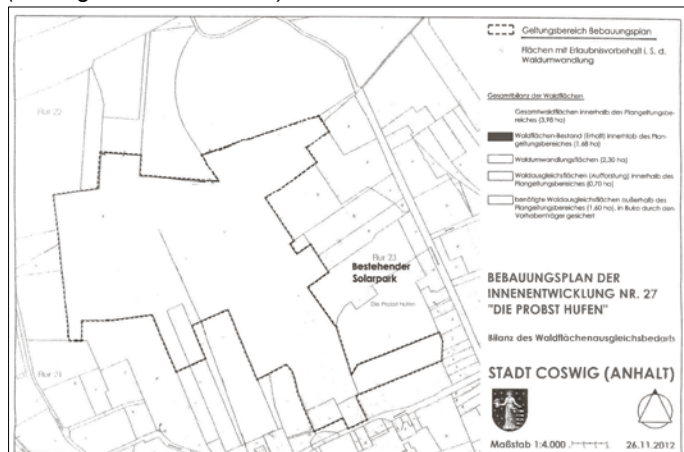 Geltungsbereich Bebauungsplan
Flächen mit Erlaubnisvorbehalt i. S. d.
Waldumwandlung
Gesamtbilanz der Waldflächen
Gesamtwaldflächen innerhalb des Plangeltungsbe-
reiches (3,98 ha)
Waldflächen-Bestand (Erhalt) innerhalb des Plan-
geltungsbereiches (1,68 ha)
Waldumwandlungsflächen (2,30 ha)
Waldausgleichsflächen (Aufforstung) innerhalb des
Plangeltungsbereiches (0,70 ha)
benötigte Waldausgleichsflächen außerhalb des
Plangeltungsbereiches (1,60 ha), in Buko durch den
Vorhabenträger gesichert
Flur 22
Flur 23
Bestehender
Solarpark
Die Probst Hufen
Flur 21
BEBAUUNGSPLAN DER
INNENENTWICKLUNG NR. 27
"DIE PROBST HUFEN"
Bilanz des Waldflächenausgleichsbedarfs
STADT COSWIG (ANHALT)
Maßstab 1:4.000
26.11.2012